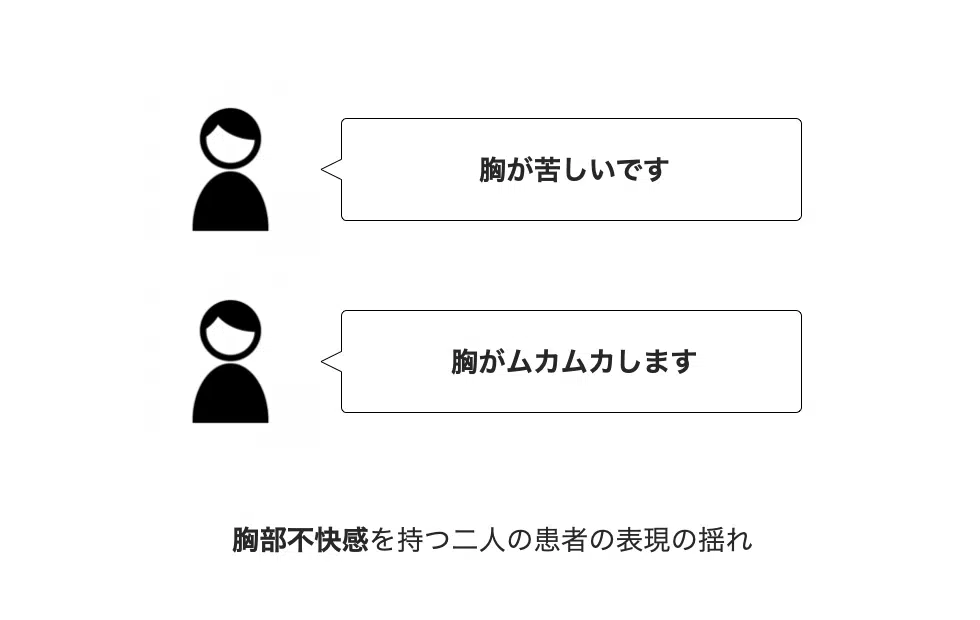 胸が苦しいです
胸がムカムカします
胸部不快感を持つ二人の患者の表現の揺れ